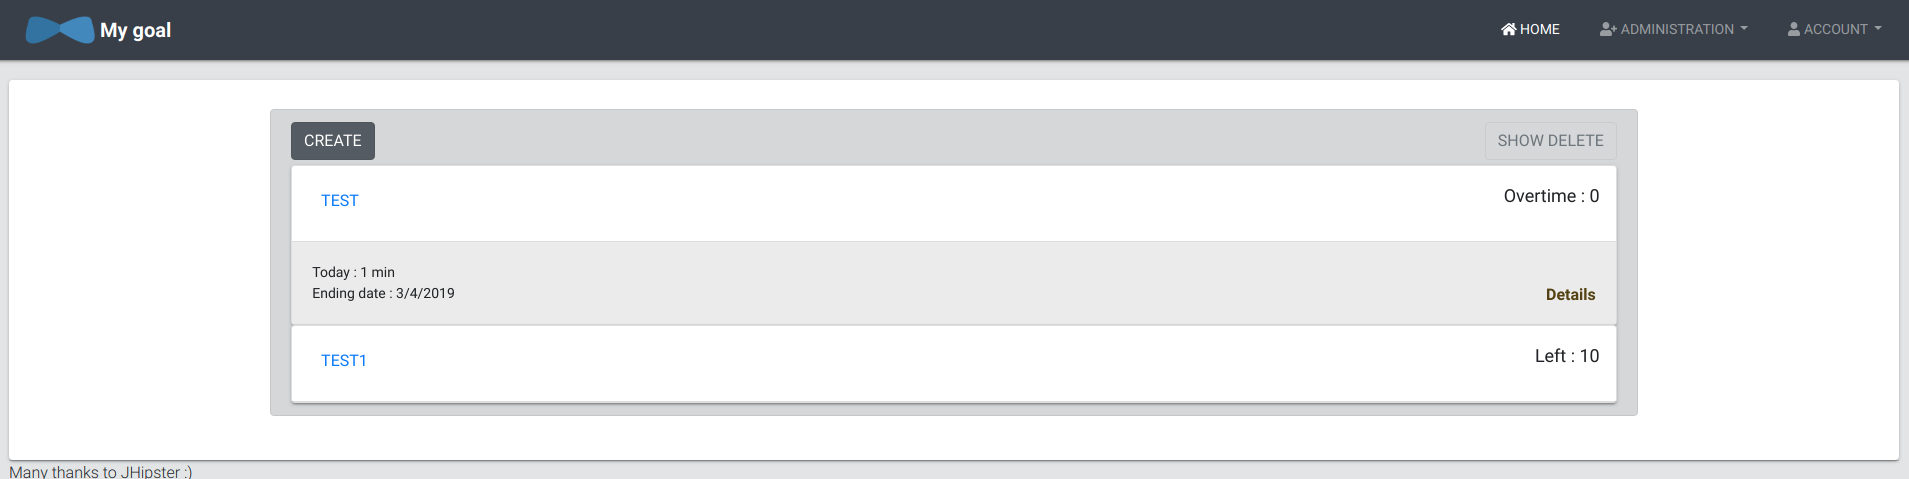 My goal
HOME ADMINISTRATION ACCOUNT
CREATE SHOW DELETE
TEST Overtime : 0
Today : 1 min
Ending date : 3/4/2019
Details
TEST1 Left : 10
Many thanks to JHipster :)